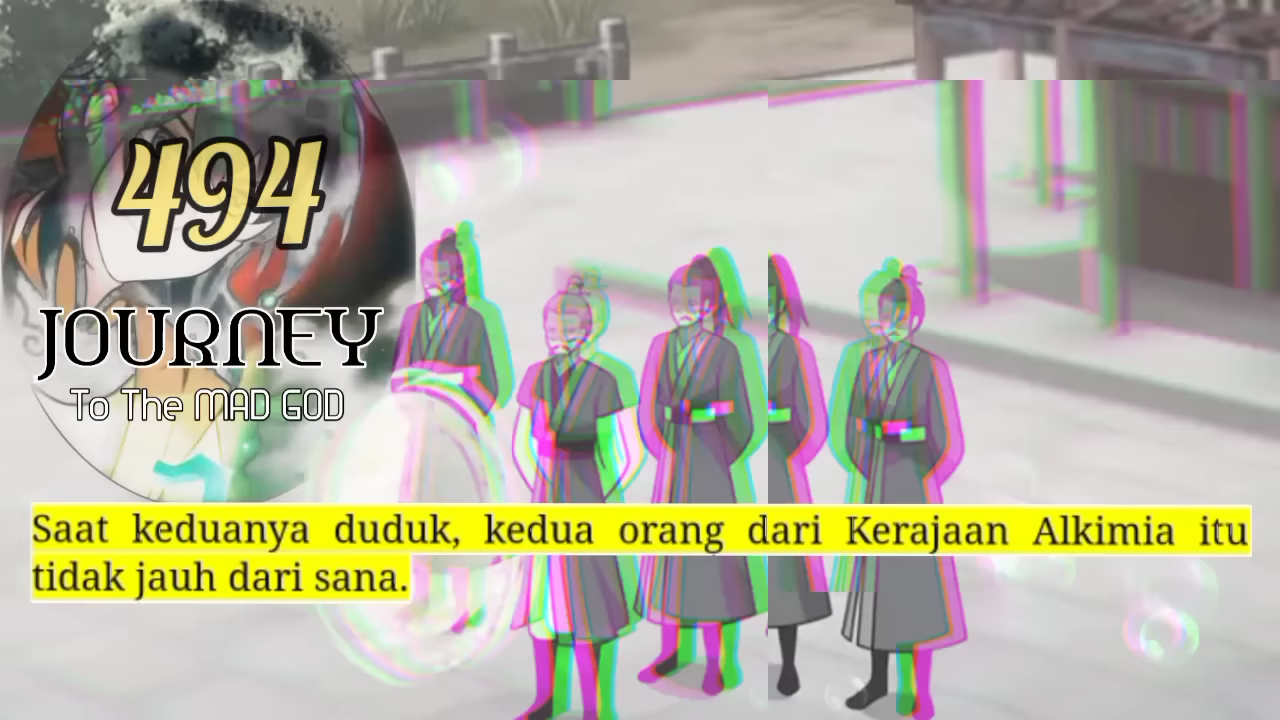 494
JOURNEY
To The MAD GOD
Saat keduanya duduk, kedua orang dari Kerajaan Alkimia itu
tidak jauh dari sana.